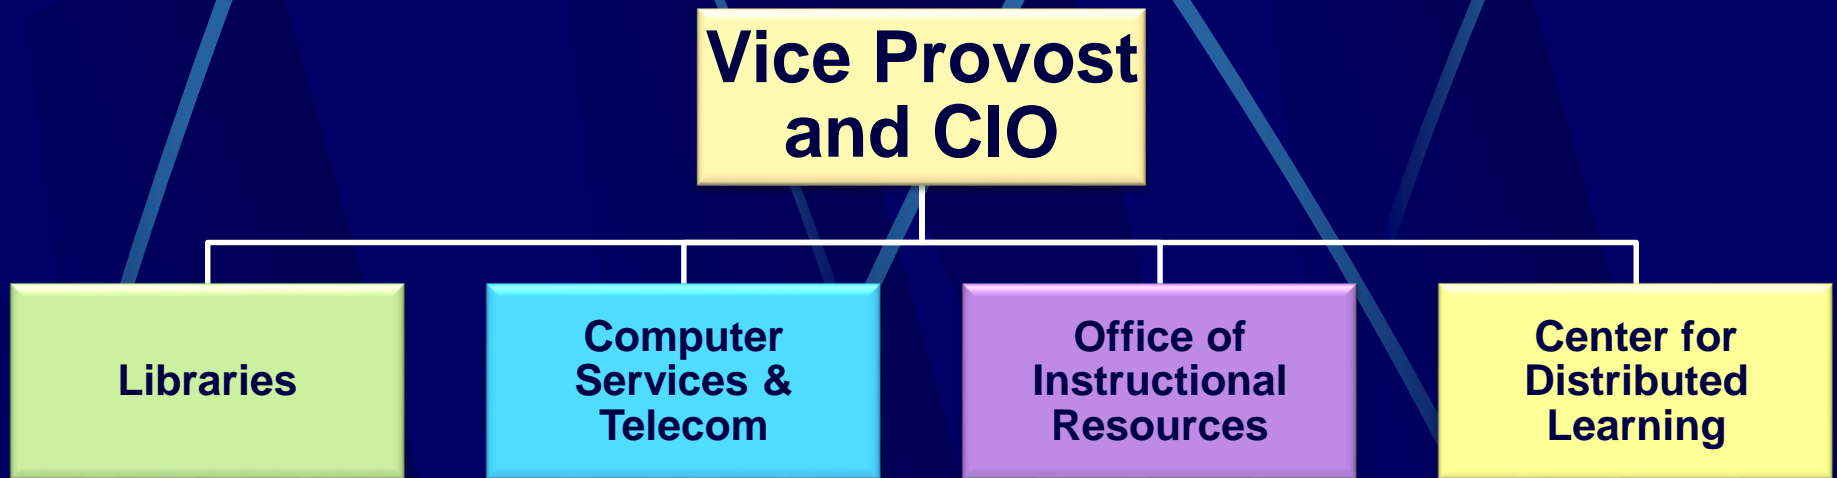 Vice Provost
and CIO
Libraries
Computer
Services &
Telecom
Office of
Instructional
Resources
Center for
Distributed
Learning